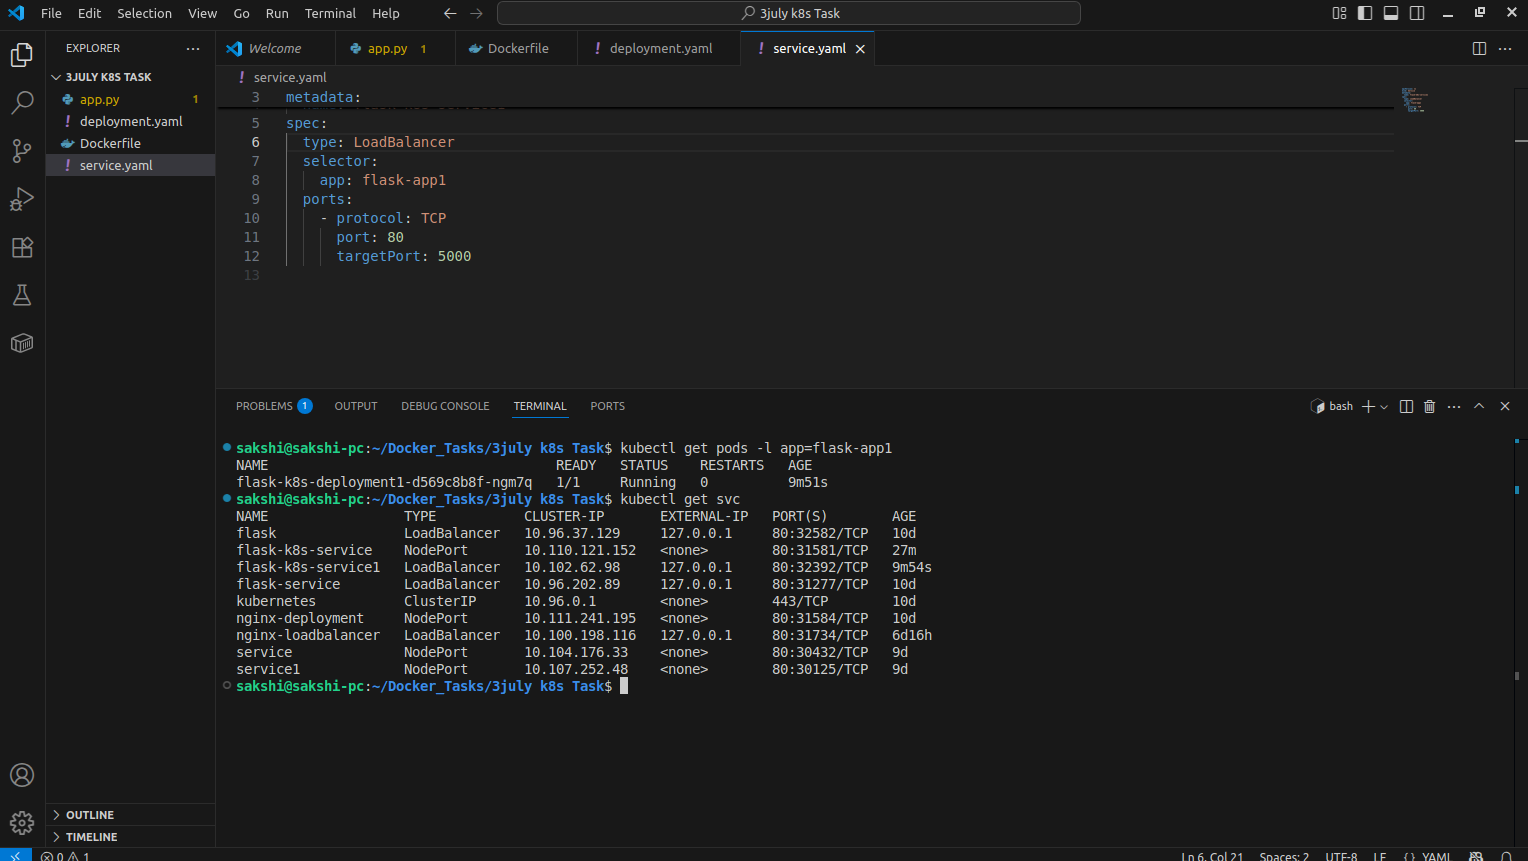 File Edit Selection View Go Run Terminal Help
3july k8s Task
EXPLORER
3JULY K8S TASK
app.py 1
deployment.yaml
Dockerfile
service.yaml
OUTLINE
TIMELINE
Welcome app.py 1 Dockerfile deployment.yaml service.yaml
service.yaml
3 metadata:
5 spec:
6 type: LoadBalancer
7 selector:
8 app: flask-app1
9 ports:
10 - protocol: TCP
11 port: 80
12 targetPort: 5000
13
PROBLEMS 1 OUTPUT DEBUG CONSOLE TERMINAL PORTS
bash
sakshi@sakshi-pc:~/Docker_Tasks/3july k8s Task$ kubectl get pods -l app=flask-app1
NAME READY STATUS RESTARTS AGE
flask-k8s-deployment1-d569c8b8f-ngm7q 1/1 Running 0 9m51s
sakshi@sakshi-pc:~/Docker_Tasks/3july k8s Task$ kubectl get svc
NAME TYPE CLUSTER-IP EXTERNAL-IP PORT(S) AGE
flask LoadBalancer 10.96.37.129 127.0.0.1 80:32582/TCP 10d
flask-k8s-service NodePort 10.110.121.152 <none> 80:31581/TCP 27m
flask-k8s-service1 LoadBalancer 10.102.62.98 127.0.0.1 80:32392/TCP 9m54s
flask-service LoadBalancer 10.96.202.89 127.0.0.1 80:31277/TCP 10d
kubernetes ClusterIP 10.96.0.1 <none> 443/TCP 10d
nginx-deployment NodePort 10.111.241.195 <none> 80:31584/TCP 10d
nginx-loadbalancer LoadBalancer 10.100.198.116 127.0.0.1 80:31734/TCP 6d16h
service NodePort 10.104.176.33 <none> 80:30432/TCP 9d
service1 NodePort 10.107.252.48 <none> 80:30125/TCP 9d
sakshi@sakshi-pc:~/Docker_Tasks/3july k8s Task$
0 1 Ln 6, Col 21 Spaces: 2 UTF-8 LF {} YAML